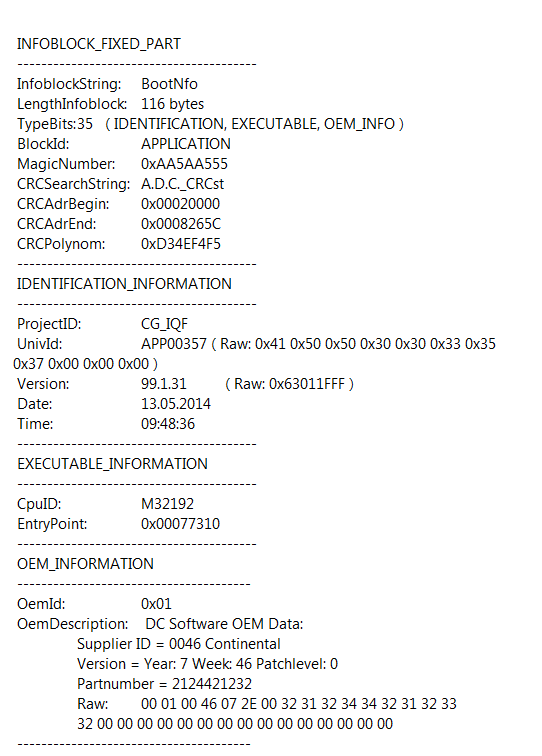 INFOBLOCK_FIXED_PART
----------------------------------------
InfoblockString: BootNfo
LengthInfoblock: 116 bytes
TypeBits:35 ( IDENTIFICATION, EXECUTABLE, OEM_INFO )
BlockId: APPLICATION
MagicNumber: 0xAA5AA555
CRCSearchString: A.D.C._CRCst
CRCAdrBegin: 0x00020000
CRCAdrEnd: 0x0008265C
CRCPolynom: 0xD34EF4F5
----------------------------------------
IDENTIFICATION_INFORMATION
----------------------------------------
ProjectID: CG_IQF
UnivId: APP00357 ( Raw: 0x41 0x50 0x50 0x30 0x30 0x33 0x35
0x37 0x00 0x00 0x00 )
Version: 99.1.31 ( Raw: 0x63011FFF )
Date: 13.05.2014
Time: 09:48:36
----------------------------------------
EXECUTABLE_INFORMATION
----------------------------------------
CpuID: M32192
EntryPoint: 0x00077310
----------------------------------------
OEM_INFORMATION
---------------------------------------
OemId: 0x01
OemDescription: DC Software OEM Data:
Supplier ID = 0046 Continental
Version = Year: 7 Week: 46 Patchlevel: 0
Partnumber = 2124421232
Raw: 00 01 00 46 07 2E 00 32 31 32 34 34 32 31 32 33
32 00 00 00 00 00 00 00 00 00 00 00 00 00 00 00
---------------------------------------